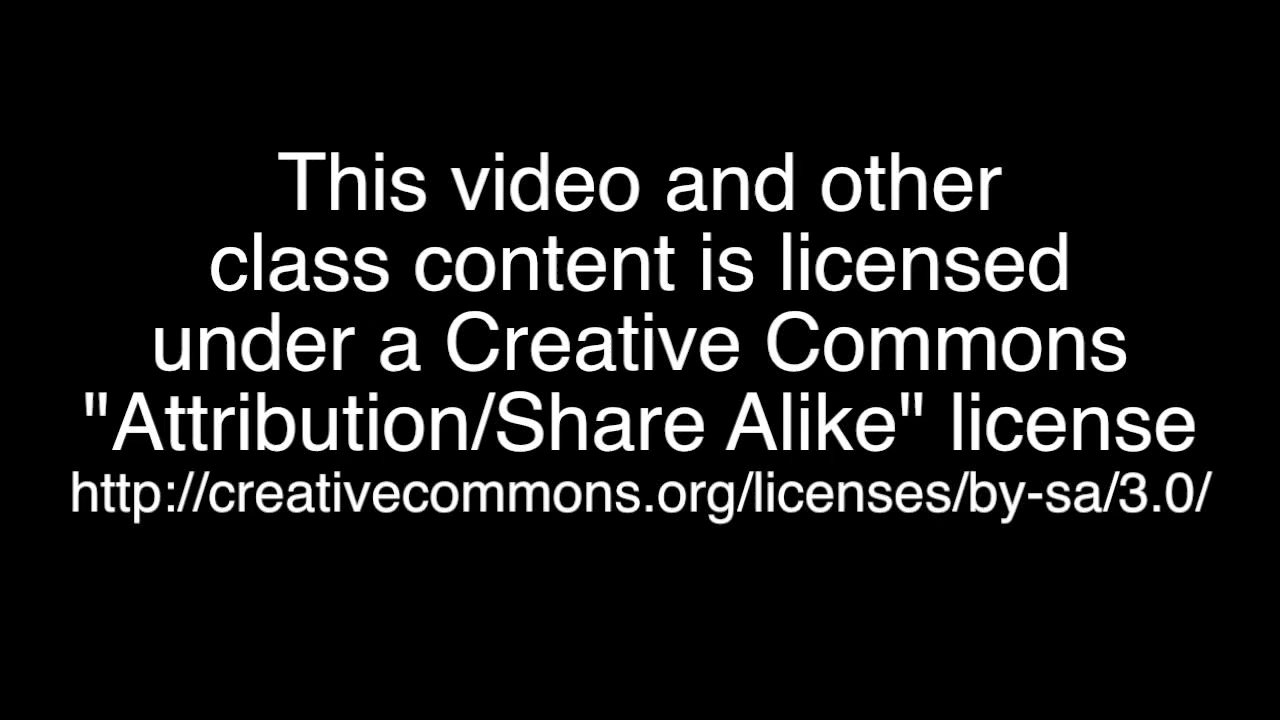 This video and other
class content is licensed
under a Creative Commons
"Attribution/Share Alike" license
http://creativecommons.org/licenses/by-sa/3.0/